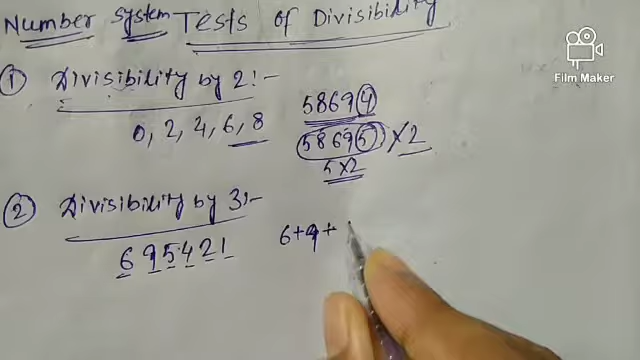 Number system Tests of Divisibility
① Divisibility by 2:-
0, 2, 4, 6, 8
58694
58695 × 2
5×2
② Divisibility by 3:-
695421
6+9+
Film Maker